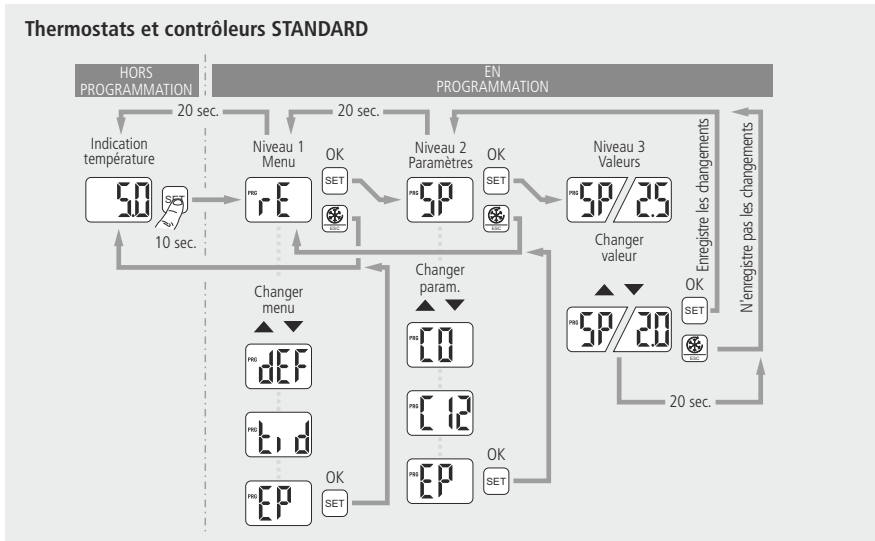 Thermostats et contrôleurs STANDARD
HORS
PROGRAMMATION
EN
PROGRAMMATION
20 sec.
20 sec.
Indication
température
5.0
SET
10 sec.
Niveau 1
Menu
PRG rE
OK
SET
ESC
Niveau 2
Paramètres
PRG SP
OK
SET
ESC
Niveau 3
Valeurs
PRG SP/2.5
Changer
valeur
PRG SP/2.0
OK
SET
ESC
20 sec.
Enregistre les changements
N'enregistre pas les changements
Changer
menu
PRG dEF
PRG tid
PRG EP
OK
SET
Changer
param.
PRG C0
PRG C12
PRG EP
OK
SET